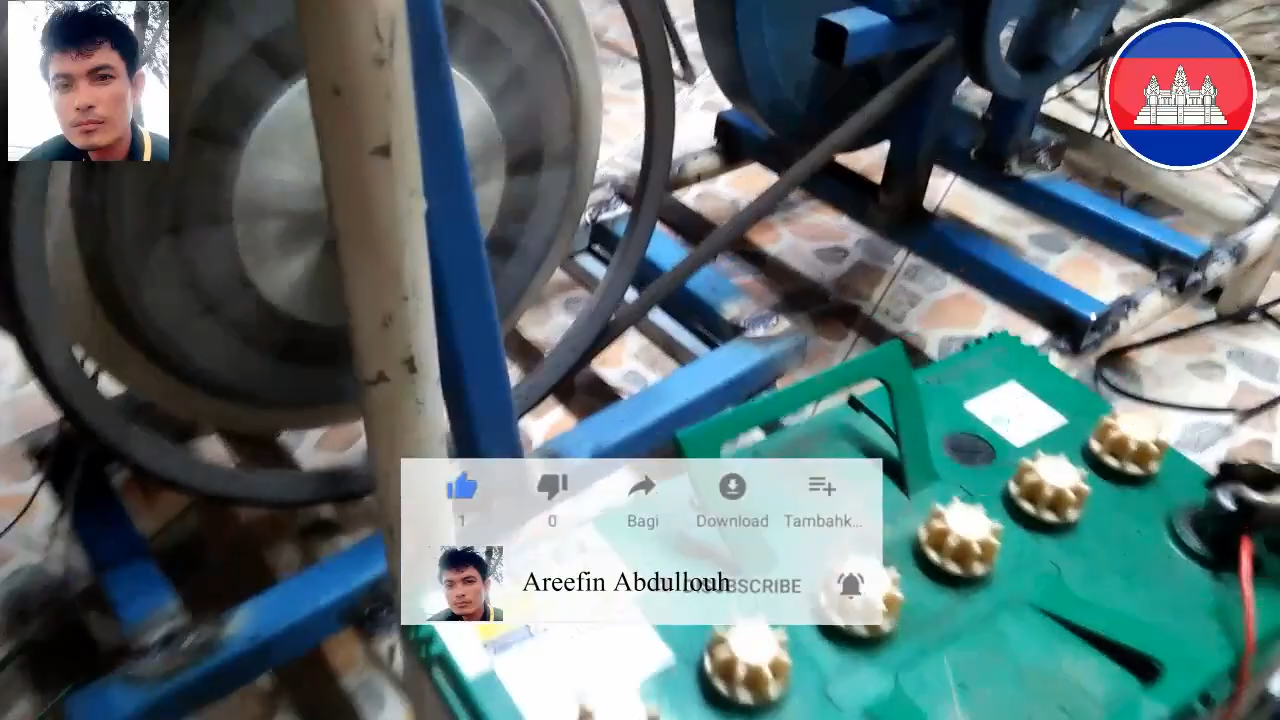 1
0
Bagi
Download
Tambahk...
Areefin Abdullouh
SUBSCRIBE